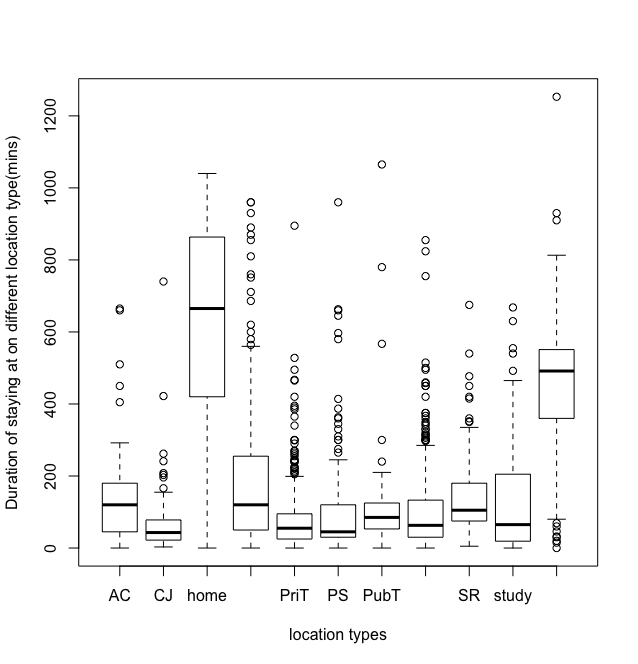 Duration of staying at on different location type(mins)
1200
1000
800
600
400
200
0
AC CJ home PriT PS PubT SR study
location types